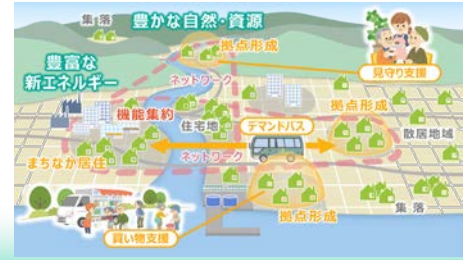 集落
豊かな自然・資源
豊富な
新エネルギー
拠点形成
見守り支援
ネットワーク
機能集約
住宅地
デマンドバス
拠点形成
散居地域
まちなか居住
ネットワーク
集落
拠点形成
買い物支援